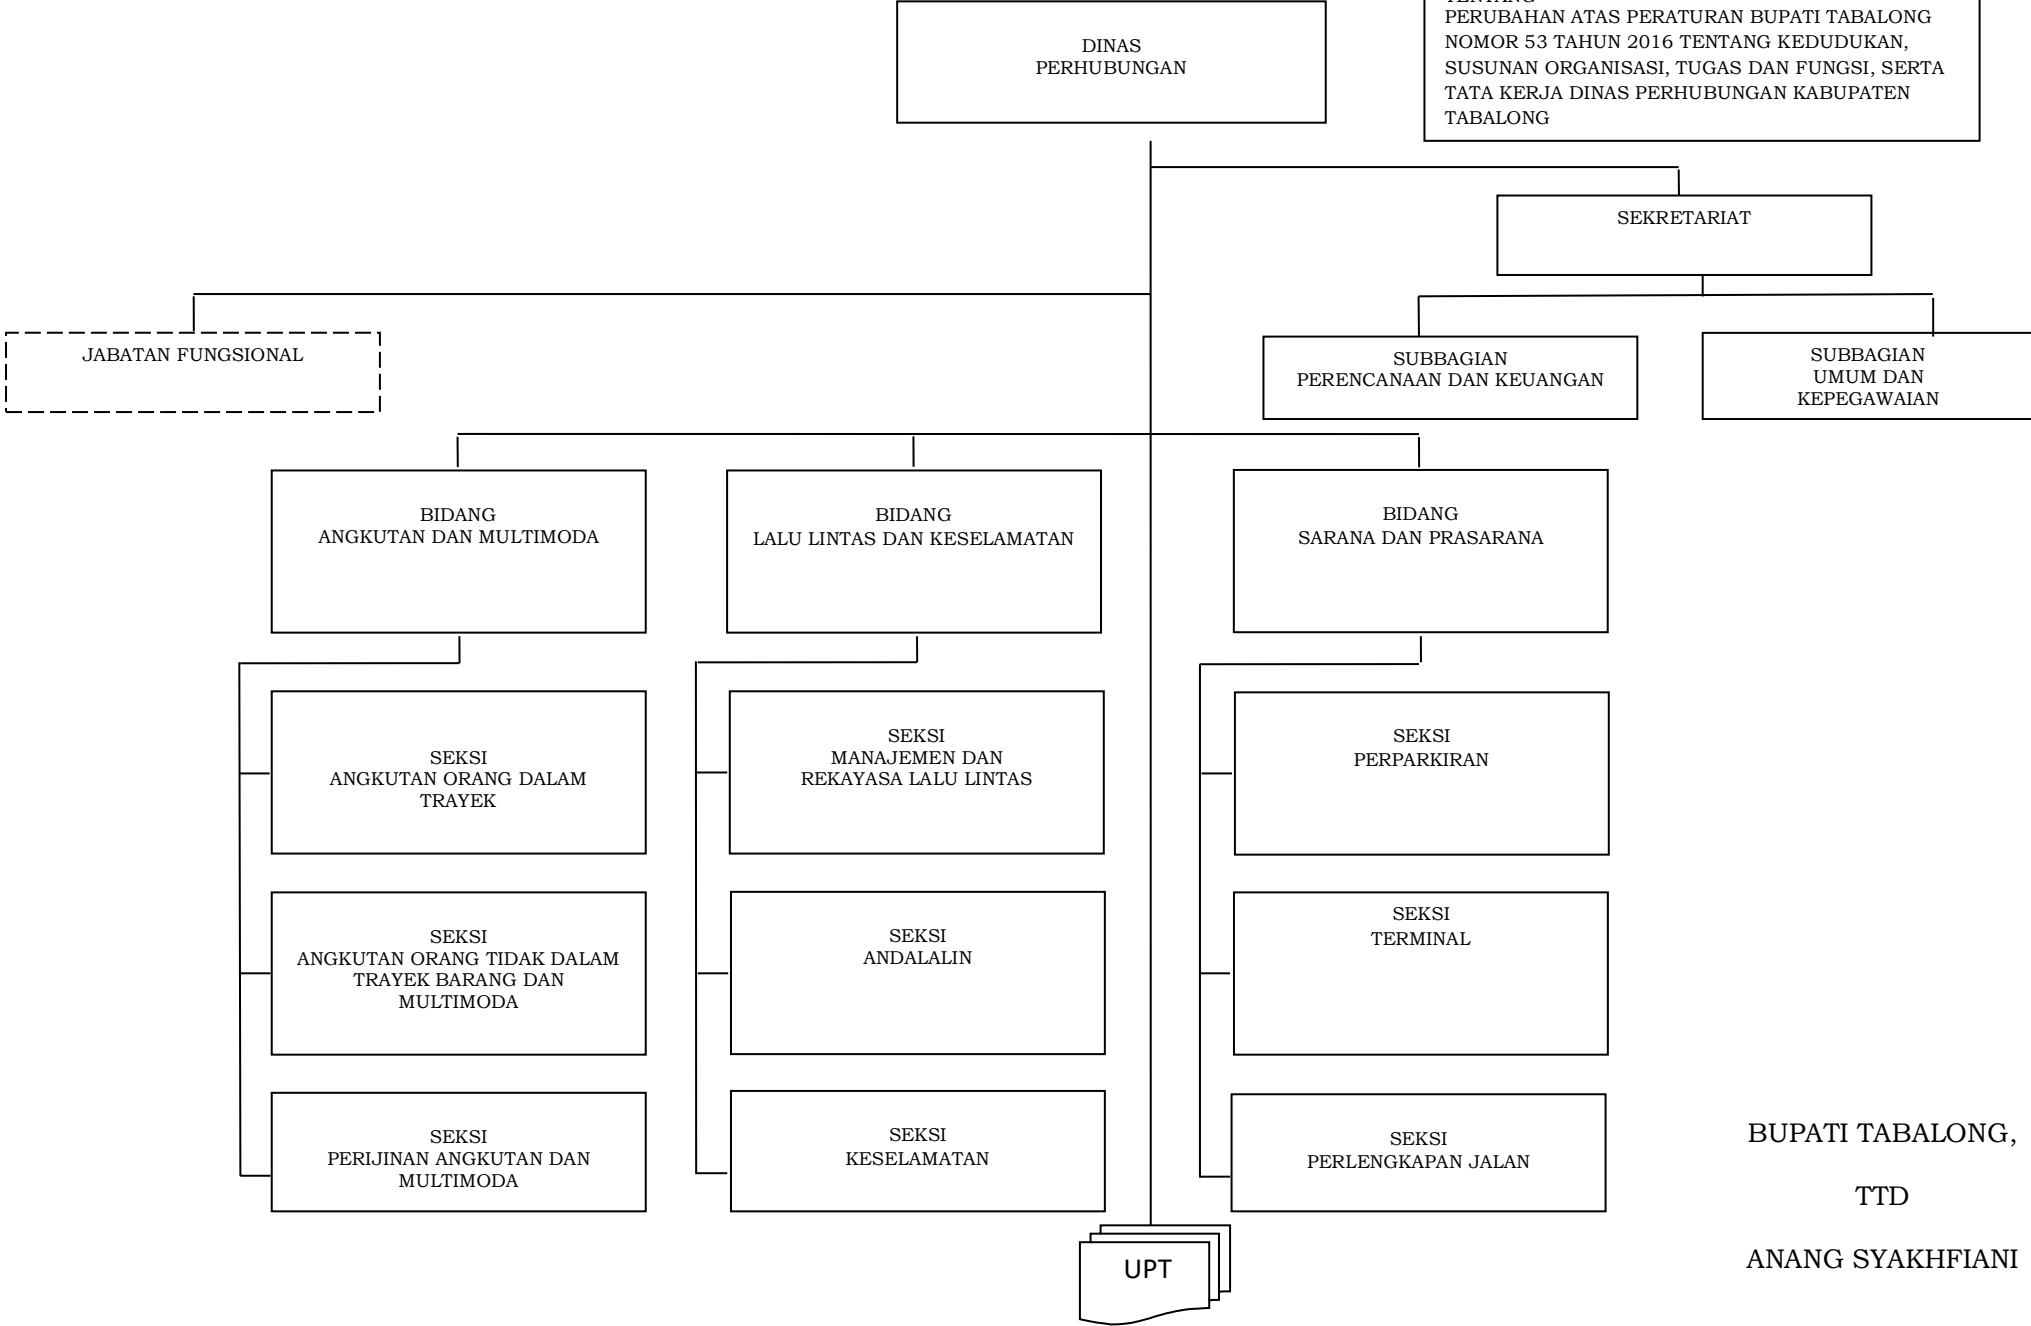 TENTANG
PERUBAHAN ATAS PERATURAN BUPATI TABALONG
NOMOR 53 TAHUN 2016 TENTANG KEDUDUKAN,
SUSUNAN ORGANISASI, TUGAS DAN FUNGSI, SERTA
TATA KERJA DINAS PERHUBUNGAN KABUPATEN
TABALONG
DINAS
PERHUBUNGAN
SEKRETARIAT
JABATAN FUNGSIONAL
SUBBAGIAN
PERENCANAAN DAN KEUANGAN
SUBBAGIAN
UMUM DAN
KEPEGAWAIAN
BIDANG
ANGKUTAN DAN MULTIMODA
BIDANG
LALU LINTAS DAN KESELAMATAN
BIDANG
SARANA DAN PRASARANA
SEKSI
ANGKUTAN ORANG DALAM
TRAYEK
SEKSI
MANAJEMEN DAN
REKAYASA LALU LINTAS
SEKSI
PERPARKIRAN
SEKSI
ANGKUTAN ORANG TIDAK DALAM
TRAYEK BARANG DAN
MULTIMODA
SEKSI
ANDALALIN
SEKSI
TERMINAL
SEKSI
PERIJINAN ANGKUTAN DAN
MULTIMODA
SEKSI
KESELAMATAN
SEKSI
PERLENGKAPAN JALAN
UPT
BUPATI TABALONG,
TTD
ANANG SYAKHFIANI